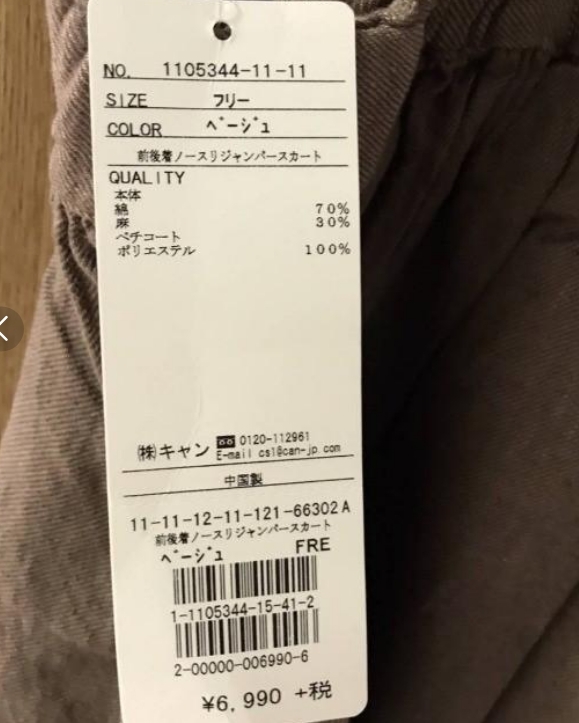 NO. 1105344-11-11
SIZE フリー
COLOR ベージュ
前後着ノースリジャンパースカート
QUALITY
本体
綿 70%
麻 30%
ペチコート
ポリエステル 100%
㈱キャン 0120-112961
E-mail cs1@can-jp.com
中国製
11-11-12-11-121-66302A
前後着ノースリジャンパースカート
ベージュ FRE
1-1105344-15-41-2
2-00000-006990-6
¥6,990 +税